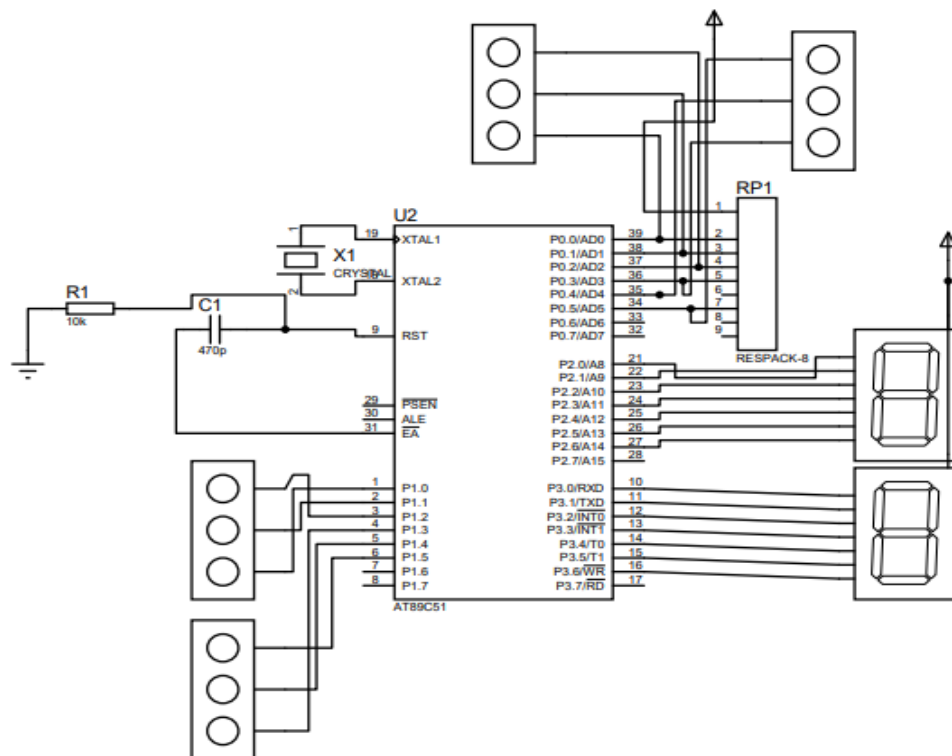 RP1
1
2
3
4
5
6
7
8
9
RESPACK-8
U2
19
XTAL1
XTAL2
9
RST
29
PSEN
30
ALE
31
EA
1
P1.0
2
P1.1
3
P1.2
4
P1.3
5
P1.4
6
P1.5
7
P1.6
8
P1.7
AT89C51
P0.0/AD0
39
P0.1/AD1
38
P0.2/AD2
37
P0.3/AD3
36
P0.4/AD4
35
P0.5/AD5
34
P0.6/AD6
33
P0.7/AD7
32
P2.0/A8
21
P2.1/A9
22
P2.2/A10
23
P2.3/A11
24
P2.4/A12
25
P2.5/A13
26
P2.6/A14
27
P2.7/A15
28
P3.0/RXD
10
P3.1/TXD
11
P3.2/INT0
12
P3.3/INT1
13
P3.4/T0
14
P3.5/T1
15
P3.6/WR
16
P3.7/RD
17
1
X1
CRYSTAL
2
R1
10k
C1
470p